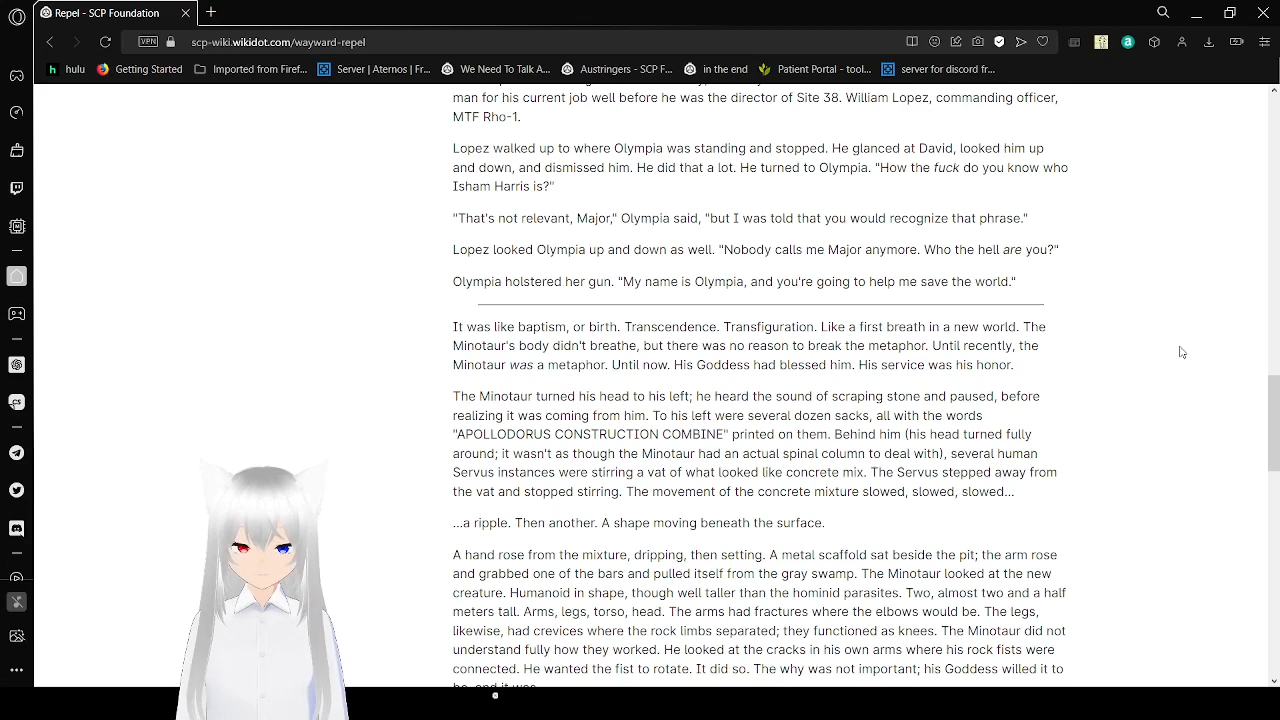 Repel - SCP Foundation
VPN
scp-wiki.wikidot.com/wayward-repel
hulu
Getting Started
Imported from Firef...
Server | Aternos | Fr...
We Need To Talk A...
Austringers - SCP F...
in the end
Patient Portal - tool...
server for discord fr...
man for his current job well before he was the director of Site 38. William Lopez, commanding officer,
MTF Rho-1.
Lopez walked up to where Olympia was standing and stopped. He glanced at David, looked him up
and down, and dismissed him. He did that a lot. He turned to Olympia. "How the fuck do you know who
Isham Harris is?"
"That's not relevant, Major," Olympia said, "but I was told that you would recognize that phrase."
Lopez looked Olympia up and down as well. "Nobody calls me Major anymore. Who the hell are you?"
Olympia holstered her gun. "My name is Olympia, and you're going to help me save the world."
It was like baptism, or birth. Transcendence. Transfiguration. Like a first breath in a new world. The
Minotaur's body didn't breathe, but there was no reason to break the metaphor. Until recently, the
Minotaur was a metaphor. Until now. His Goddess had blessed him. His service was his honor.
The Minotaur turned his head to his left; he heard the sound of scraping stone and paused, before
realizing it was coming from him. To his left were several dozen sacks, all with the words
"APOLLODORUS CONSTRUCTION COMBINE" printed on them. Behind him (his head turned fully
around; it wasn't as though the Minotaur had an actual spinal column to deal with), several human
Servus instances were stirring a vat of what looked like concrete mix. The Servus stepped away from
the vat and stopped stirring. The movement of the concrete mixture slowed, slowed, slowed...
...a ripple. Then another. A shape moving beneath the surface.
A hand rose from the mixture, dripping, then setting. A metal scaffold sat beside the pit; the arm rose
and grabbed one of the bars and pulled itself from the gray swamp. The Minotaur looked at the new
creature. Humanoid in shape, though well taller than the hominid parasites. Two, almost two and a half
meters tall. Arms, legs, torso, head. The arms had fractures where the elbows would be. The legs,
likewise, had crevices where the rock limbs separated; they functioned as knees. The Minotaur did not
understand fully how they worked. He looked at the cracks in his own arms where his rock fists were
connected. He wanted the fist to rotate. It did so. The why was not important; his Goddess willed it to